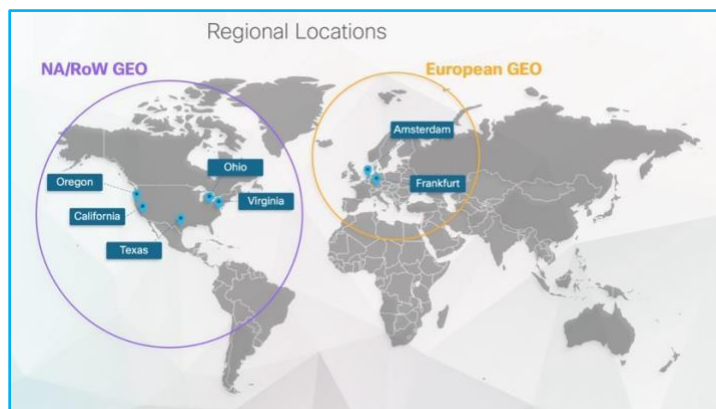 Regional Locations
NA/RoW GEO
European GEO
Amsterdam
Ohio
Oregon
Frankfurt
Virginia
California
Texas